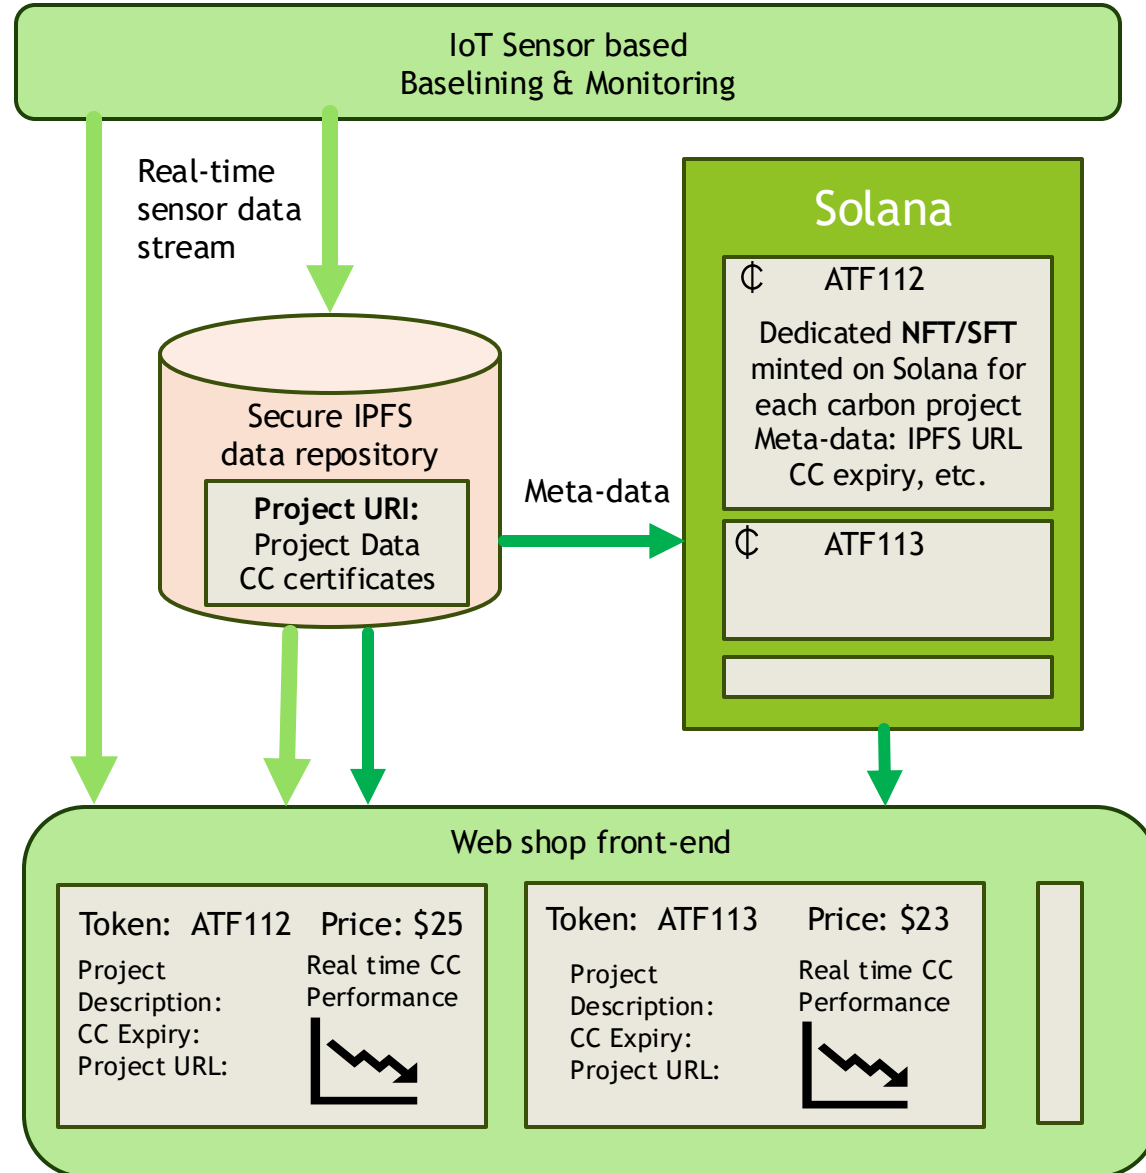 IoT Sensor based
Baselining & Monitoring
Real-time
sensor data
stream
Solana
₵ ATF112
Dedicated NFT/SFT
minted on Solana for
each carbon project
Meta-data: IPFS URL
CC expiry, etc.
Secure IPFS
data repository
Project URI:
Project Data
CC certificates
Meta-data
₵ ATF113
Web shop front-end
Token: ATF112 Price: $25
Project
Description:
CC Expiry:
Project URL:
Real time CC
Performance
Token: ATF113 Price: $23
Project
Description:
CC Expiry:
Project URL:
Real time CC
Performance